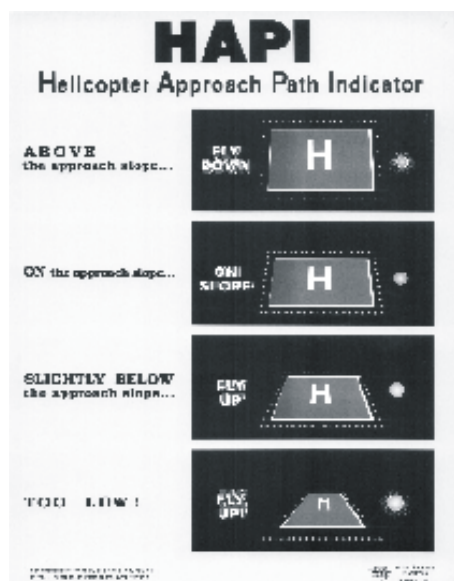 HAPI
Helicopter Approach Path Indicator
ABOVE
the approach slope...
FLY
DOWN
H
ON the approach slope...
ON
SLOPE
H
SLIGHTLY BELOW
the approach slope...
FLY
UP
H
TOO LOW!
FLY
UP!
H